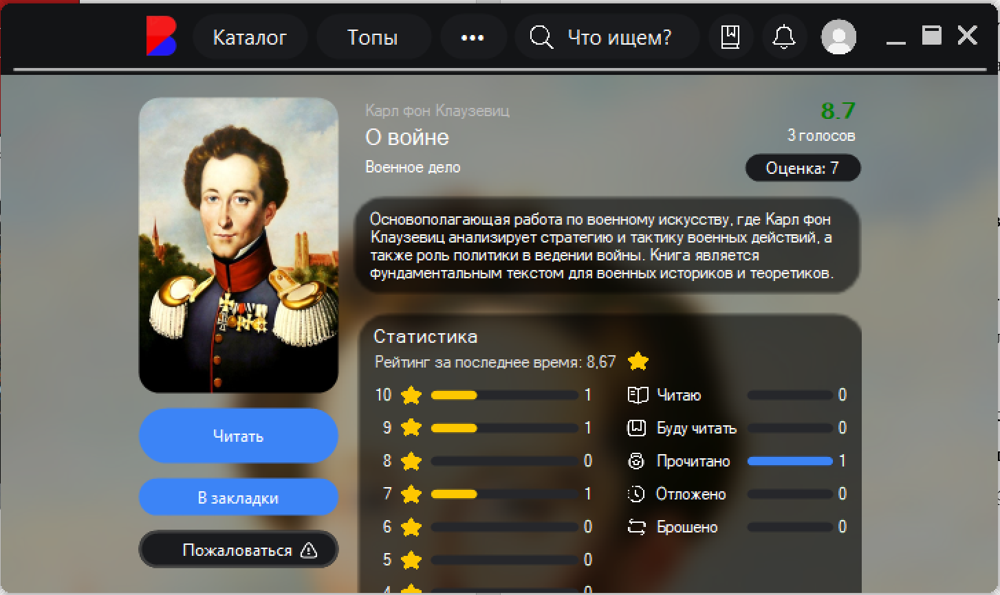 Каталог
Топы
•••
Что ищем?
Карл фон Клаузевиц
О войне
Военное дело
8.7
3 голосов
Оценка: 7
Основополагающая работа по военному искусству, где Карл фон
Клаузевиц анализирует стратегию и тактику военных действий, а
также роль политики в ведении войны. Книга является
фундаментальным текстом для военных историков и теоретиков.
Читать
В закладки
Пожаловаться
Статистика
Рейтинг за последнее время: 8,67
10 1
9 1
8 0
7 1
6 0
5 0
4 0
Читаю 0
Буду читать 0
Прочитано 1
Отложено 0
Брошено 0